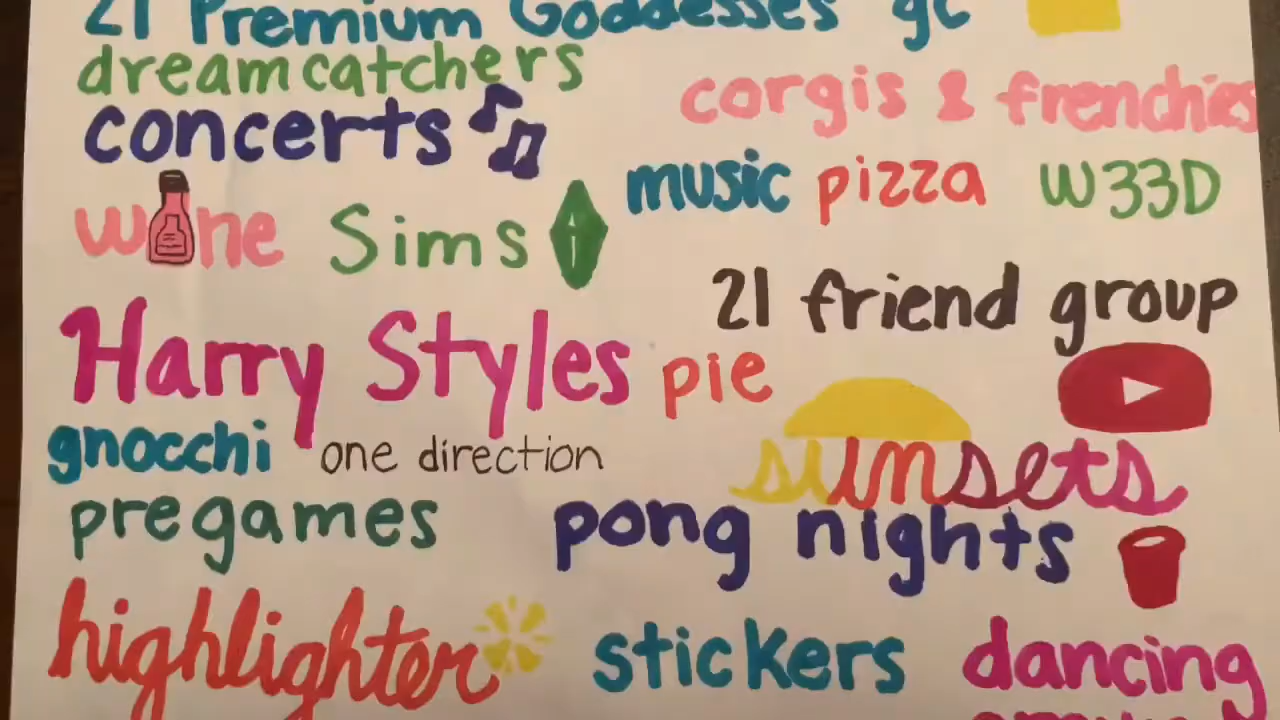 21 Premium Goddesses gc
dreamcatchers
corgis & frenchies
concerts
music pizza W33D
wine Sims
21 friend group
Harry Styles pie
gnocchi one direction
sunsets
pregames
pong nights
highlighter
stickers
dancing